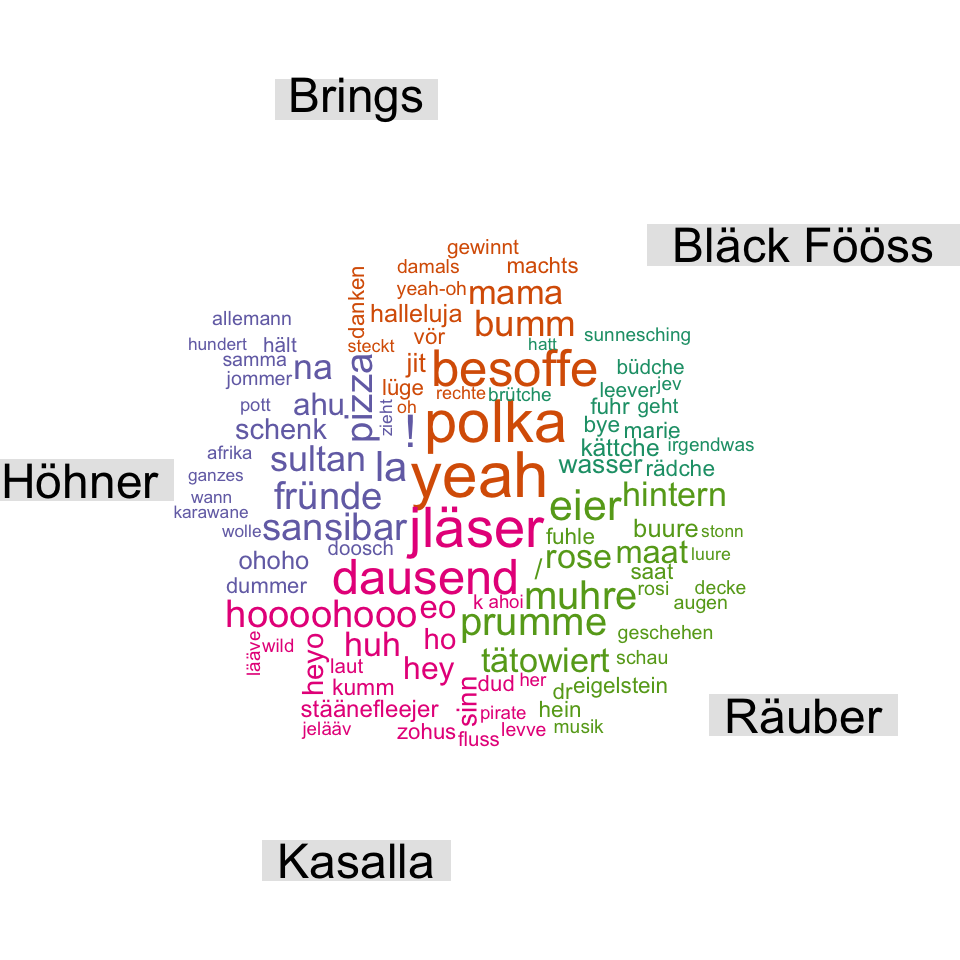 Brings
Bläck Fööss
gewinnt
damals
machts
yeah-oh
mama
danken
halleluja
allemann
bumm
sunnesching
vör
hundert
hält
steckt
hatt
samma
na
jit
besoffe
büdche
jommer
pizza
lüge
rechte
brütche
leever
jev
pott
ahu
zieht
oh
polka
fuhr
geht
schenk
!
bye
marie
kättche
irgendwas
afrika
sultan
la
yeah
wasser
rädche
Höhner
ganzes
wann
fründe
eier
hintern
karawane
wolle
sansibar
jläser
fuhle
buure
stonn
doosch
rose
maat
luure
ohoho
dausend
/
saat
dummer
muhre
rosi
decke
hoooohooo
eo
k
ahoi
prumme
augen
lääve
wild
heyo
huh
ho
geschehen
laut
hey
tätowiert
schau
kumm
sinn
dud
her
dr
eigelstein
stäänefleejer
pirate
hein
jelääv
zohus
fluss
levve
musik
Räuber
Kasalla